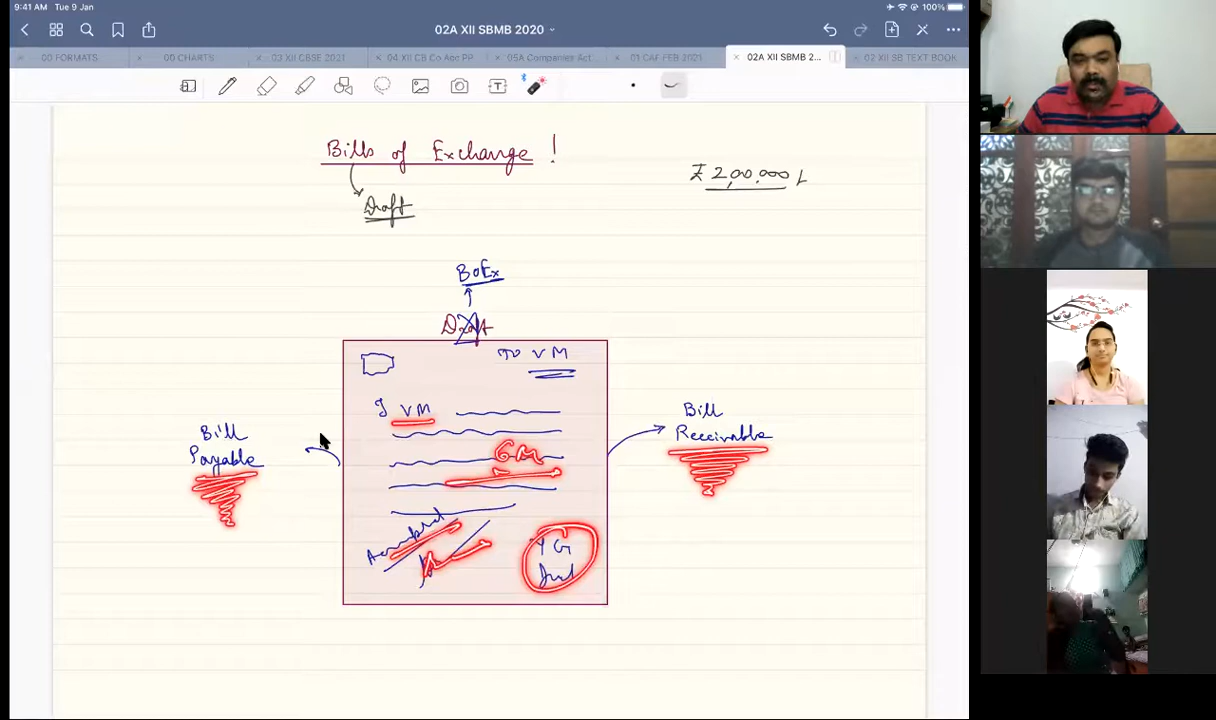 9:41 AM Tue 9 Jan
100%
02A XII SBMB 2020
00 FORMATS
00 CHARTS
03 XII CBSE 2021
04 XII CB Co Acc PP
05A Companies Act
01 CAF FEB 2021
02A XII SBMB 2...
02 XII SB TEXT BOOK
T
Bills of Exchange !
₹ 2,00,000/-
Draft
BoEx
Draft
To VM
I VM
Bill
Payable
6M
Bill
Receivable
Accepted
YG